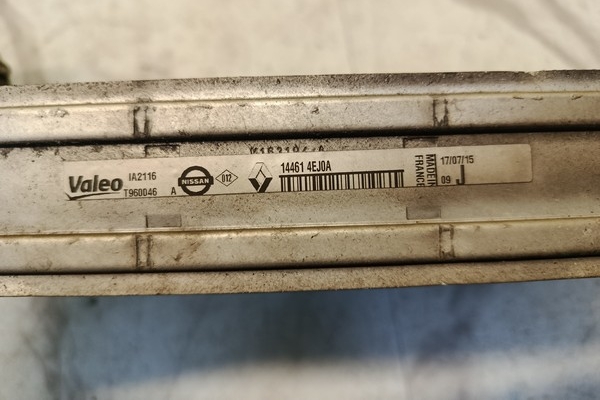 Valeo
IA2116
T960046 A
NISSAN
012
14461 4EJ0A
MADE IN
FRANCE
17/07/15
09 J